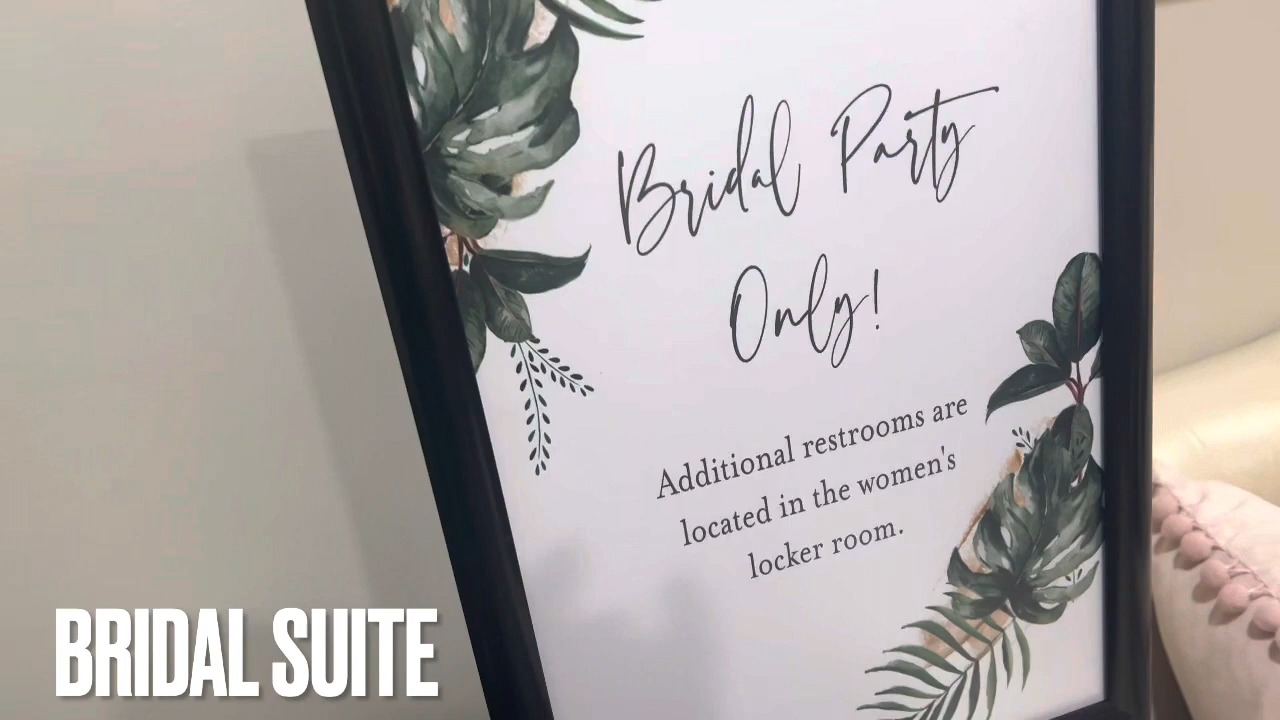 Bridal Party
Only!
Additional restrooms are
located in the women's
locker room.
BRIDAL SUITE